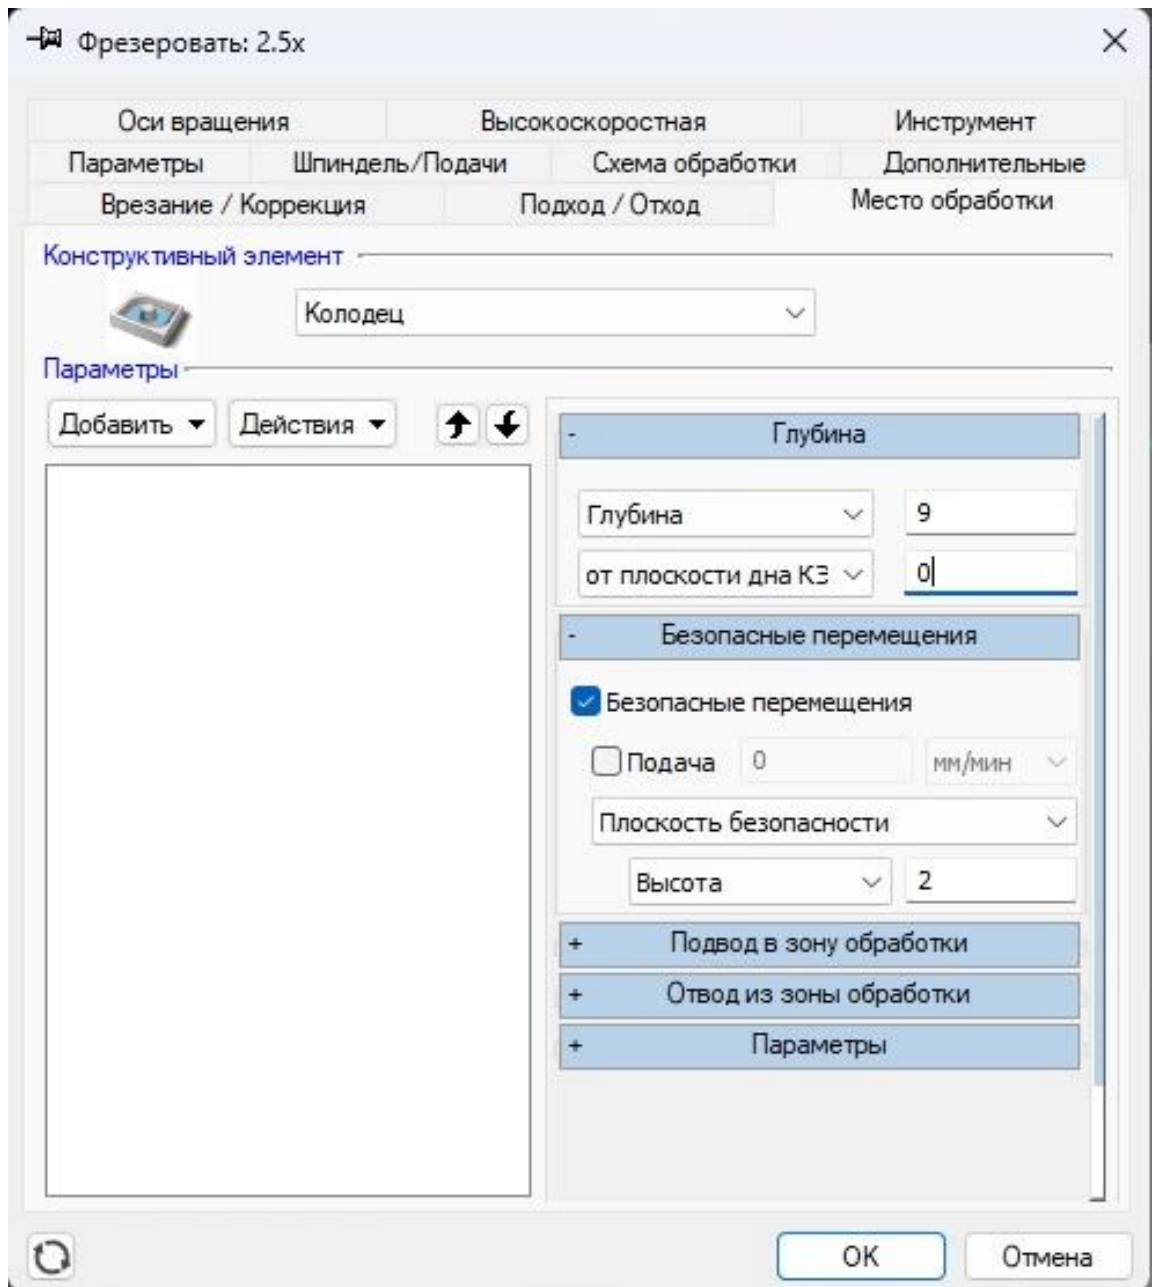 Фрезеровать: 2.5x
Оси вращения Высокоскоростная Инструмент
Параметры Шпиндель/Подачи Схема обработки Дополнительные
Врезание / Коррекция Подход / Отход Место обработки
Конструктивный элемент
Колодец
Параметры
Добавить Действия
- Глубина
Глубина 9
от плоскости дна КЭ 0
- Безопасные перемещения
Безопасные перемещения
Подача 0 мм/мин
Плоскость безопасности
Высота 2
+ Подвод в зону обработки
+ Отвод из зоны обработки
+ Параметры
OK Отмена